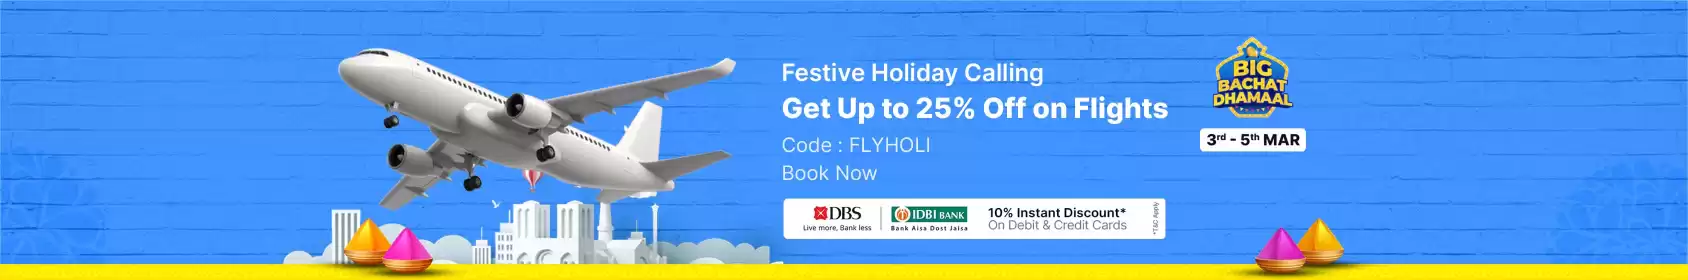 Festive Holiday Calling
Get Up to 25% Off on Flights
Code : FLYHOLI
Book Now
DBS
Live more, Bank less
IDBI BANK
Bank Aisa Dost Jaisa
10% Instant Discount*
On Debit & Credit Cards
*T&C Apply
BIG
BACHAT
DHAMAAL
3rd - 5th MAR